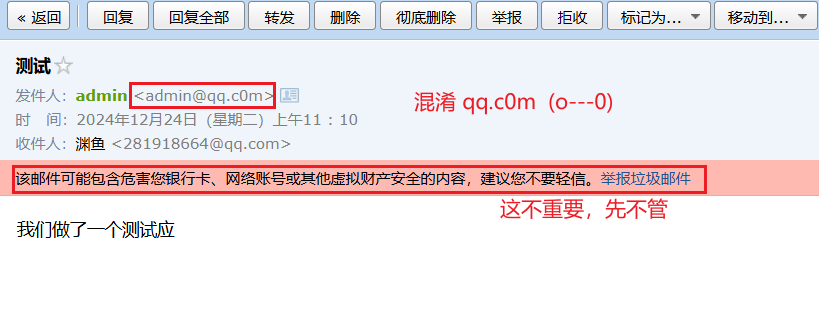 « 返回 回复 回复全部 转发 删除 彻底删除 举报 拒收 标记为... 移动到...
测试
发件人：admin <admin@qq.c0m>
混淆 qq.c0m (o---0)
时　间：2024年12月24日（星期二）上午11：10
收件人：渊鱼 <281918664@qq.com>
该邮件可能包含危害您银行卡、网络账号或其他虚拟财产安全的内容，建议您不要轻信。举报垃圾邮件
这不重要，先不管
我们做了一个测试应